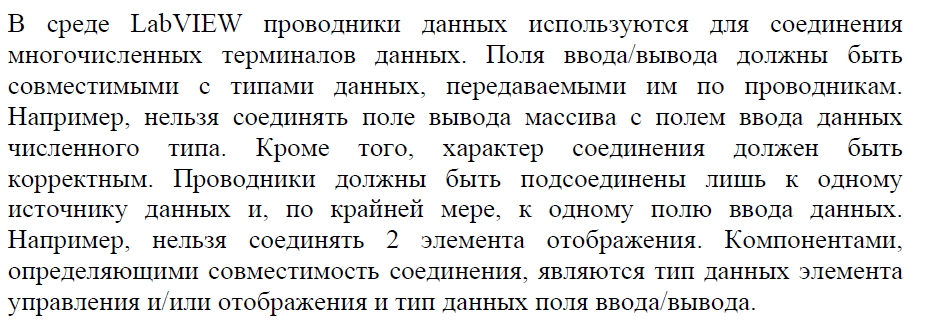 В среде LabVIEW проводники данных используются для соединения
многочисленных терминалов данных. Поля ввода/вывода должны быть
совместимыми с типами данных, передаваемыми им по проводникам.
Например, нельзя соединять поле вывода массива с полем ввода данных
численного типа. Кроме того, характер соединения должен быть
корректным. Проводники должны быть подсоединены лишь к одному
источнику данных и, по крайней мере, к одному полю ввода данных.
Например, нельзя соединять 2 элемента отображения. Компонентами,
определяющими совместимость соединения, являются тип данных элемента
управления и/или отображения и тип данных поля ввода/вывода.